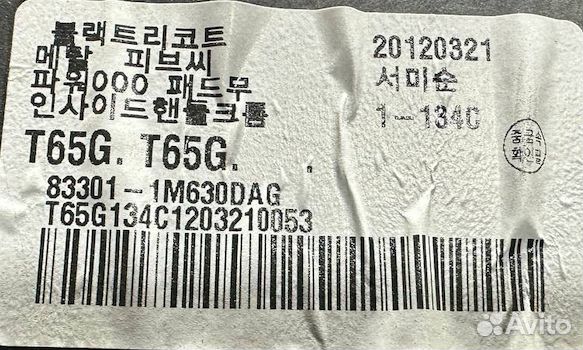 블랙트리코트
메탈 피브씨
파워000 패드무
인사이드핸들크롬
T65G. T65G. .
83301-1M630DAG
T65G134C1203210053
20120321
서미순
1--134C
Avito